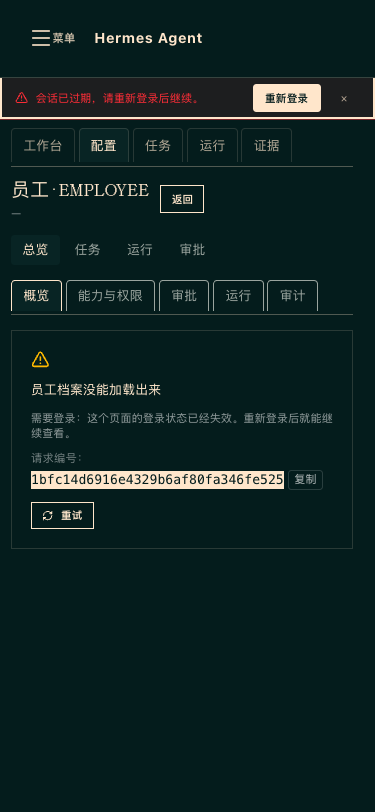 菜单 Hermes Agent
会话已过期，请重新登录后继续。 重新登录 ×
工作台 配置 任务 运行 证据
员工 · EMPLOYEE 返回
—
总览 任务 运行 审批
概览 能力与权限 审批 运行 审计
员工档案没能加载出来
需要登录：这个页面的登录状态已经失效。重新登录后就能继
续查看。
请求编号：
1bfc14d6916e4329b6af80fa346fe525 复制
重试